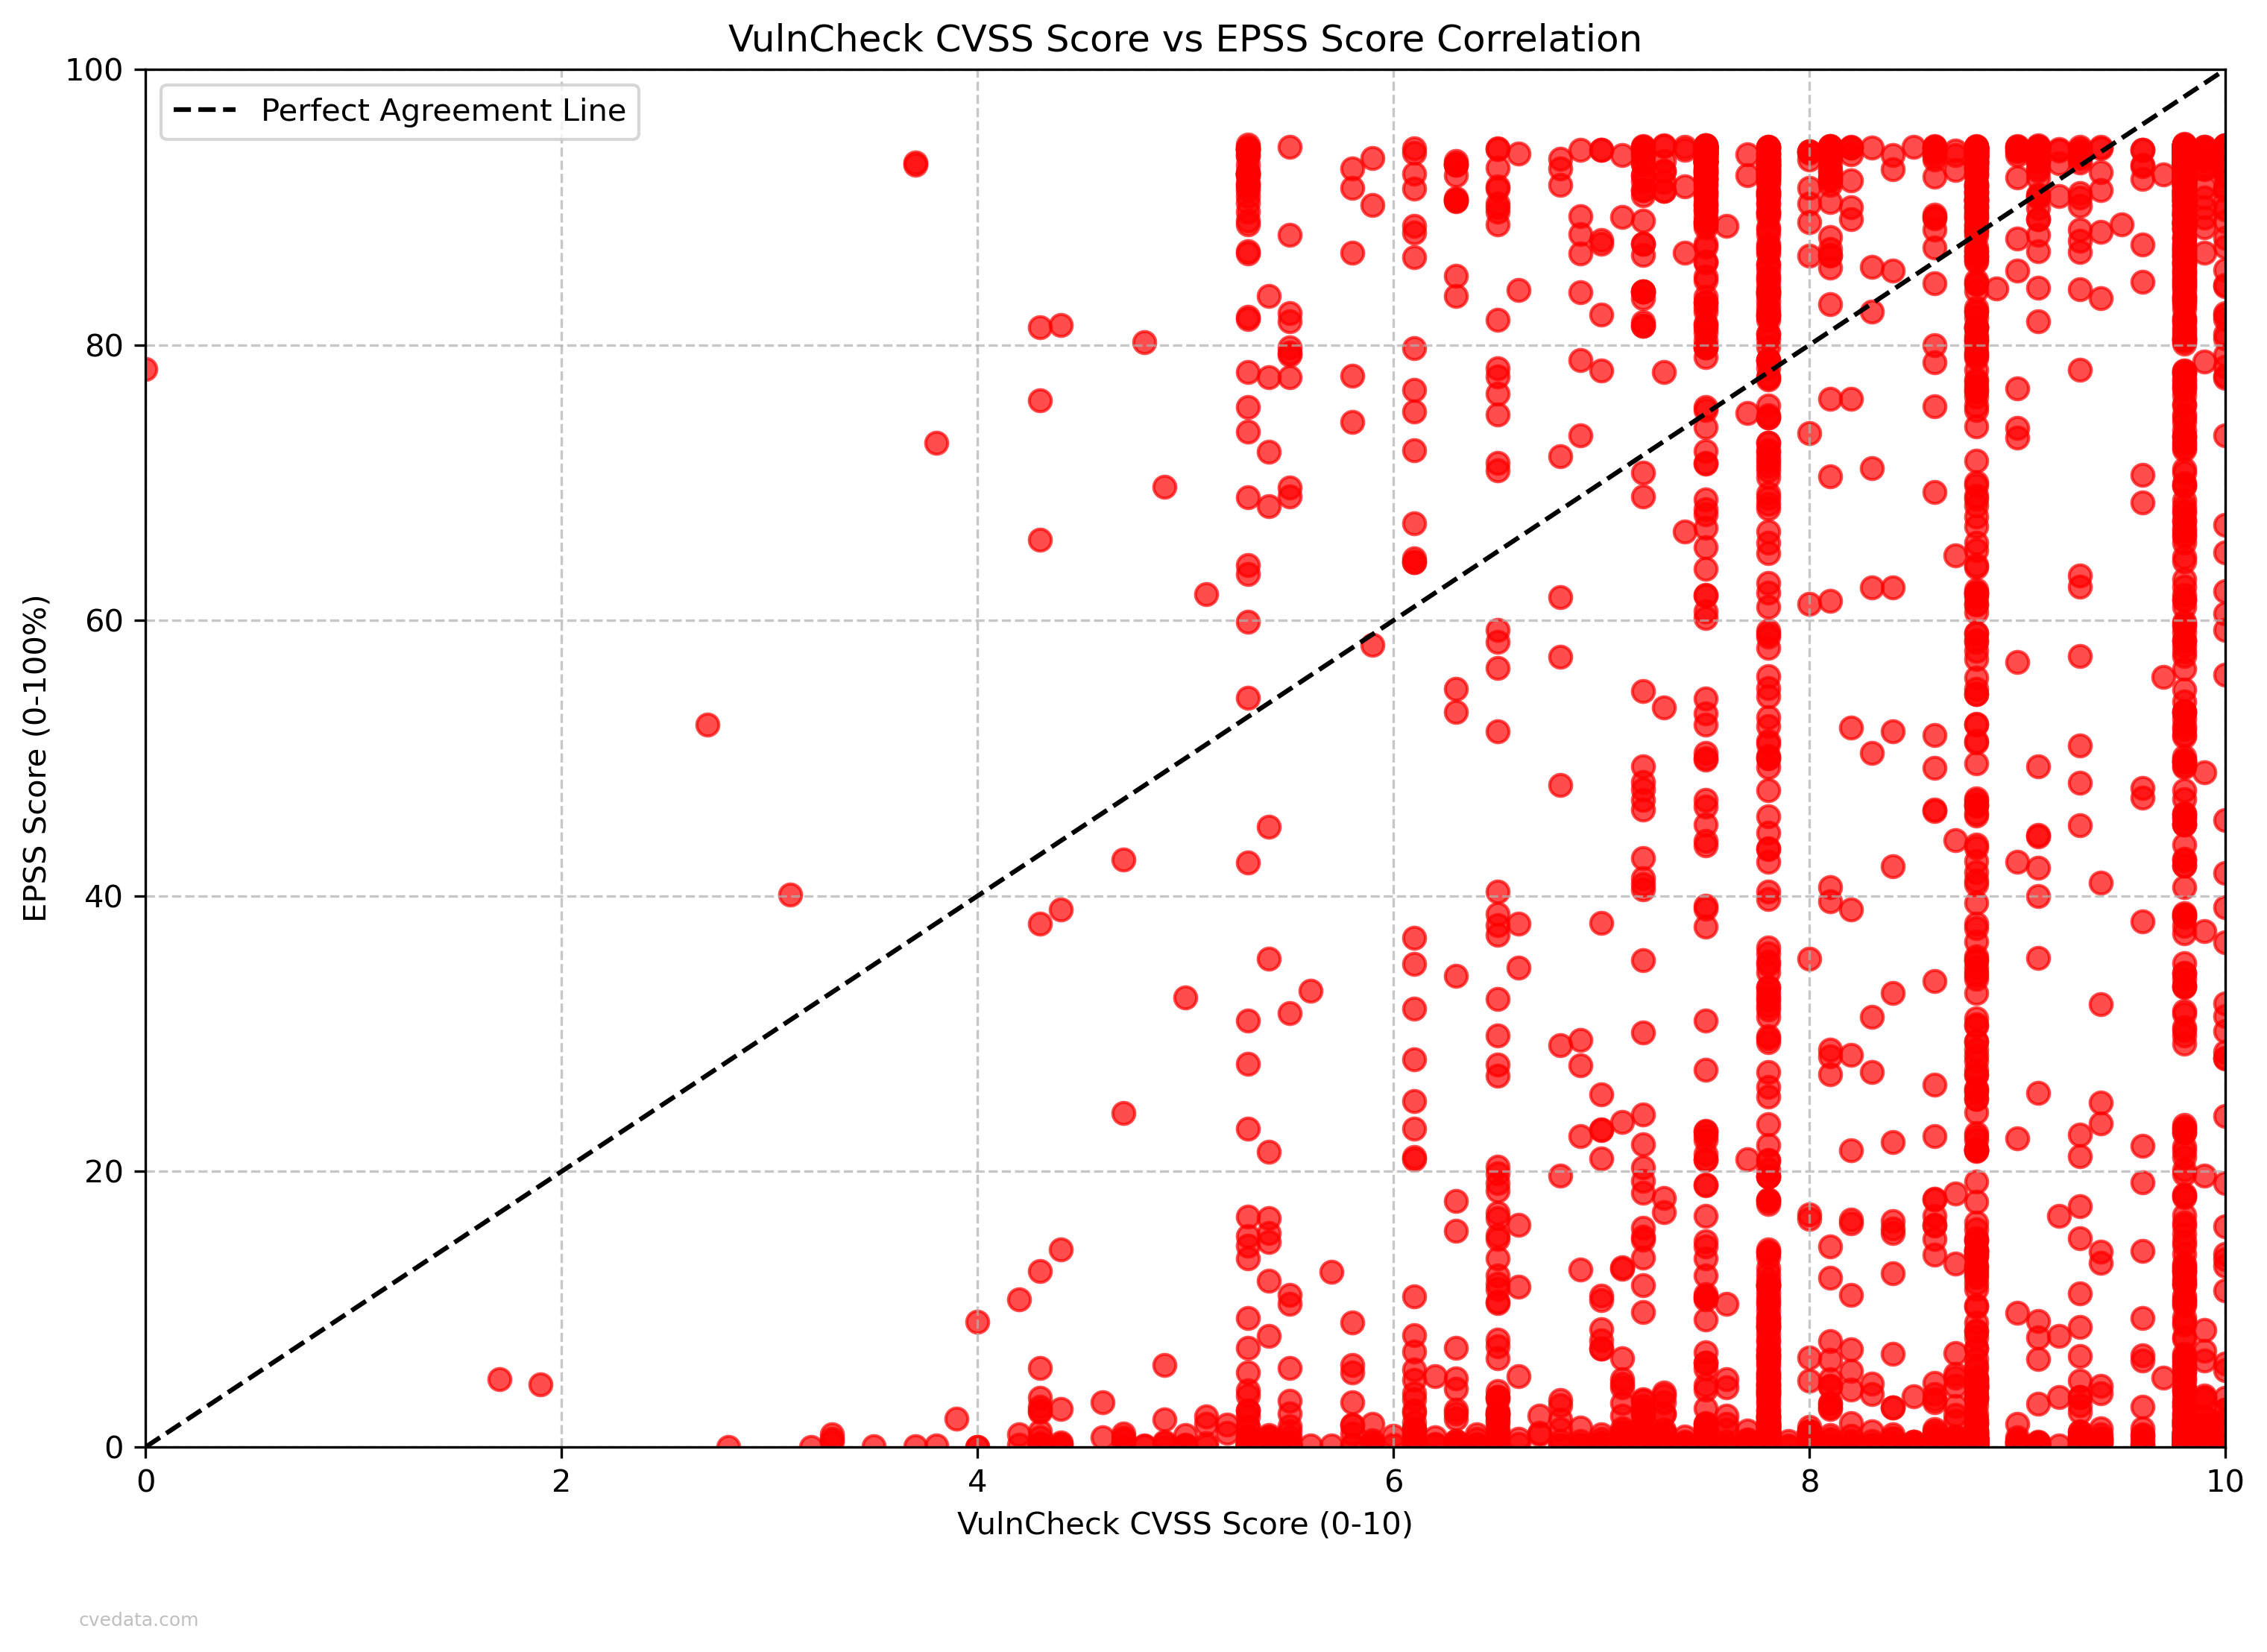 VulnCheck CVSS Score vs EPSS Score Correlation
Perfect Agreement Line
EPSS Score (0-100%)
100
80
60
40
20
0
0 2 4 6 8 10
VulnCheck CVSS Score (0-10)
cvedata.com